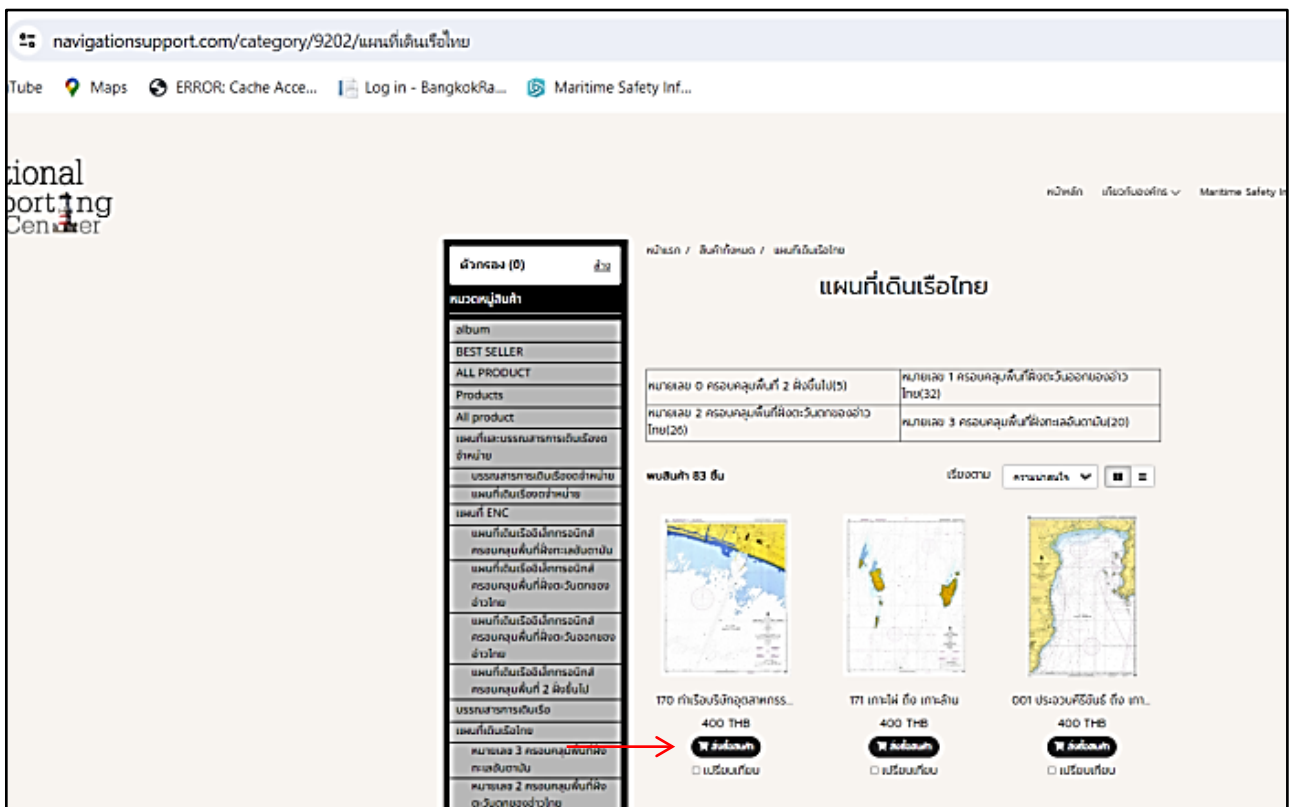 navigationsupport.com/category/9202/แผนที่เดินเรือไทย
Tube Maps ERROR: Cache Acce... Log in - BangkokRa... Maritime Safety Inf...
tional
porting
Center
หน้าหลัก เกี่ยวกับองค์กร Maritime Safety In
หน้าแรก / สินค้าทั้งหมด / แผนที่เดินเรือไทย
แผนที่เดินเรือไทย
ตัวกรอง (0) ล้าง
หมวดหมู่สินค้า
album
BEST SELLER
ALL PRODUCT
Products
All product
แผนที่และบรรณสารการเดินเรืองด
จำหน่าย
บรรณสารการเดินเรืองดจำหน่าย
แผนที่เดินเรืองดจำหน่าย
แผนที่ ENC
แผนที่เดินเรืออิเล็กทรอนิกส์
ครอบคลุมพื้นที่ฝั่งทะเลอันดามัน
แผนที่เดินเรืออิเล็กทรอนิกส์
ครอบคลุมพื้นที่ฝั่งตะวันตกของ
อ่าวไทย
แผนที่เดินเรืออิเล็กทรอนิกส์
ครอบคลุมพื้นที่ฝั่งตะวันออกของ
อ่าวไทย
แผนที่เดินเรืออิเล็กทรอนิกส์
ครอบคลุมพื้นที่ 2 ฝั่งขึ้นไป
บรรณสารการเดินเรือ
แผนที่เดินเรือไทย
หมายเลข 3 ครอบคลุมพื้นที่ฝั่ง
ทะเลอันดามัน
หมายเลข 2 ครอบคลุมพื้นที่ฝั่ง
ตะวันตกของอ่าวไทย
หมายเลข 0 ครอบคลุมพื้นที่ 2 ฝั่งขึ้นไป(5)
หมายเลข 1 ครอบคลุมพื้นที่ฝั่งตะวันออกของอ่าว
ไทย(32)
หมายเลข 2 ครอบคลุมพื้นที่ฝั่งตะวันตกของอ่าว
ไทย(26)
หมายเลข 3 ครอบคลุมพื้นที่ฝั่งทะเลอันดามัน(20)
พบสินค้า 83 ชิ้น เรียงตาม ความน่าสนใจ
170 ท่าเรือบริษัทอุตสาหกรร... 171 เกาะไผ่ ถึง เกาะล้าน 001 ประจวบคีรีขันธ์ ถึง เกา...
400 THB 400 THB 400 THB
สั่งซื้อสินค้า สั่งซื้อสินค้า สั่งซื้อสินค้า
เปรียบเทียบ เปรียบเทียบ เปรียบเทียบ